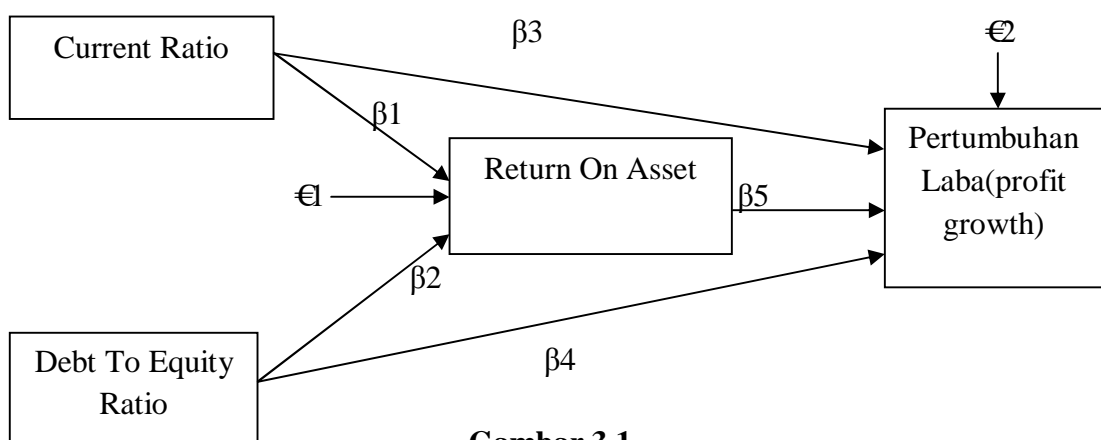 Current Ratio
β3
€2
β1
Pertumbuhan
Laba(profit
growth)
Return On Asset
€1
β5
β2
Debt To Equity
Ratio
β4
Gambar 3.1